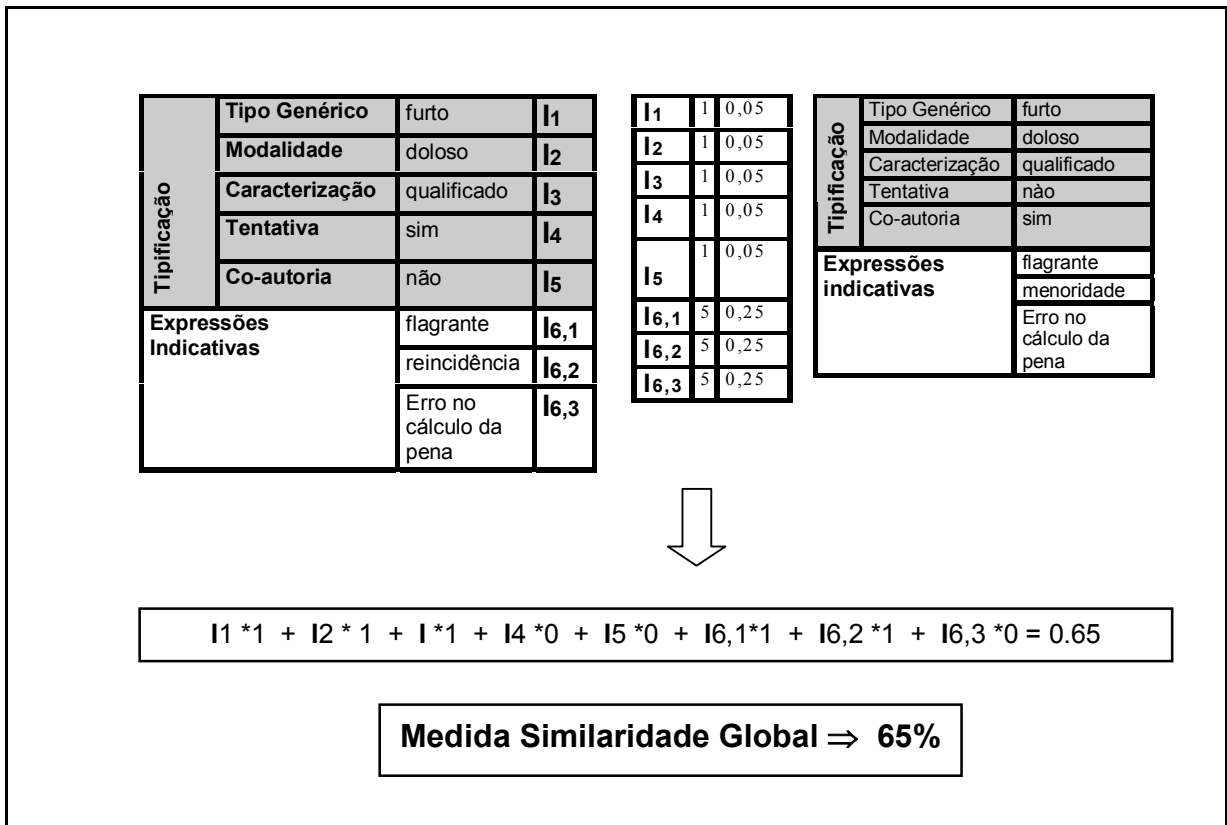 Tipificação
Tipo Genérico furto I1
Modalidade doloso I2
Caracterização qualificado I3
Tentativa sim I4
Co-autoria não I5
Expressões Indicativas flagrante I6,1
reincidência I6,2
Erro no cálculo da pena I6,3
I1 1 0,05
I2 1 0,05
I3 1 0,05
I4 1 0,05
I5 1 0,05
I6,1 5 0,25
I6,2 5 0,25
I6,3 5 0,25
Tipificação
Tipo Genérico furto
Modalidade doloso
Caracterização qualificado
Tentativa nào
Co-autoria sim
Expressões indicativas flagrante
menoridade
Erro no cálculo da pena
I1 *1 + I2 * 1 + I *1 + I4 *0 + I5 *0 + I6,1*1 + I6,2 *1 + I6,3 *0 = 0.65
Medida Similaridade Global ⇒ 65%